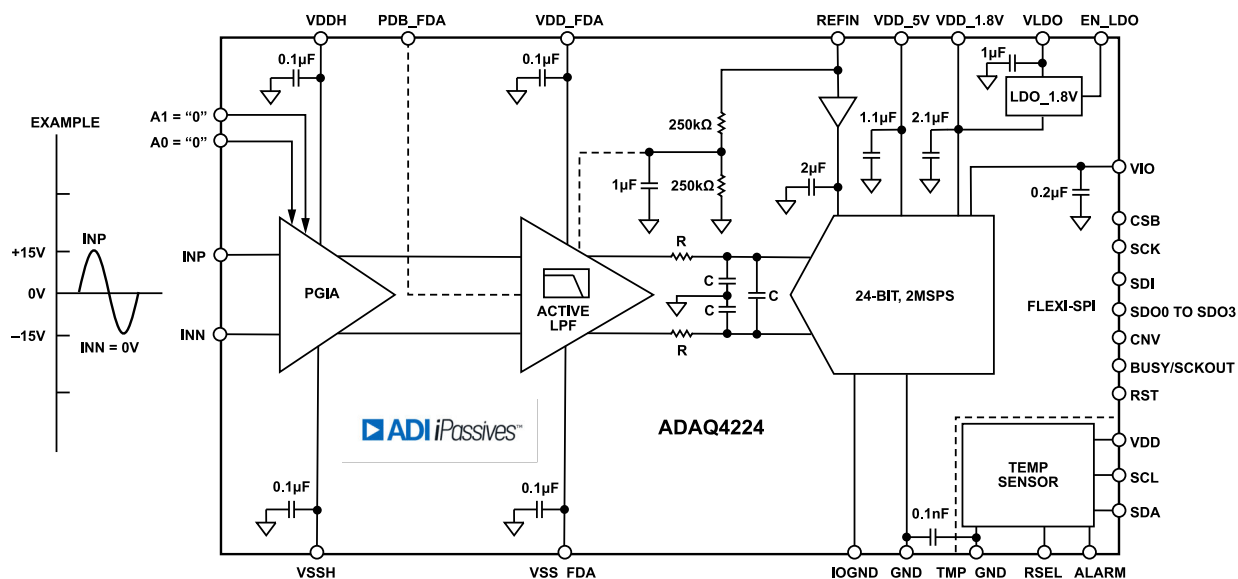 VDDH
PDB_FDA
VDD_FDA
REFIN
VDD_5V
VDD_1.8V
VLDO
EN_LDO
0.1µF
0.1µF
1µF
LDO_1.8V
A1 = “0”
A0 = “0”
EXAMPLE
250kΩ
1.1µF
2.1µF
VIO
2µF
1µF
250kΩ
0.2µF
CSB
INP
+15V
INP
SCK
PGIA
ACTIVE
LPF
R
C
C
C
R
24-BIT, 2MSPS
FLEXI-SPI
SDI
0V
SDO0 TO SDO3
–15V
INN = 0V
INN
CNV
BUSY/SCKOUT
RST
ADI iPassives™
ADAQ4224
VDD
TEMP
SENSOR
SCL
SDA
0.1µF
0.1µF
0.1nF
VSSH
VSS_FDA
IOGND
GND
TMP_GND
RSEL
ALARM